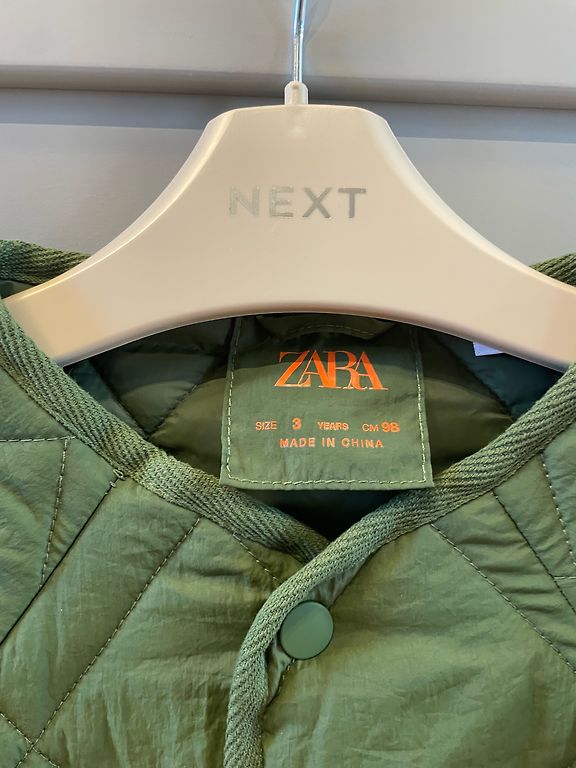 NEXT
ZARA
SIZE 3 YEARS CM 98
MADE IN CHINA